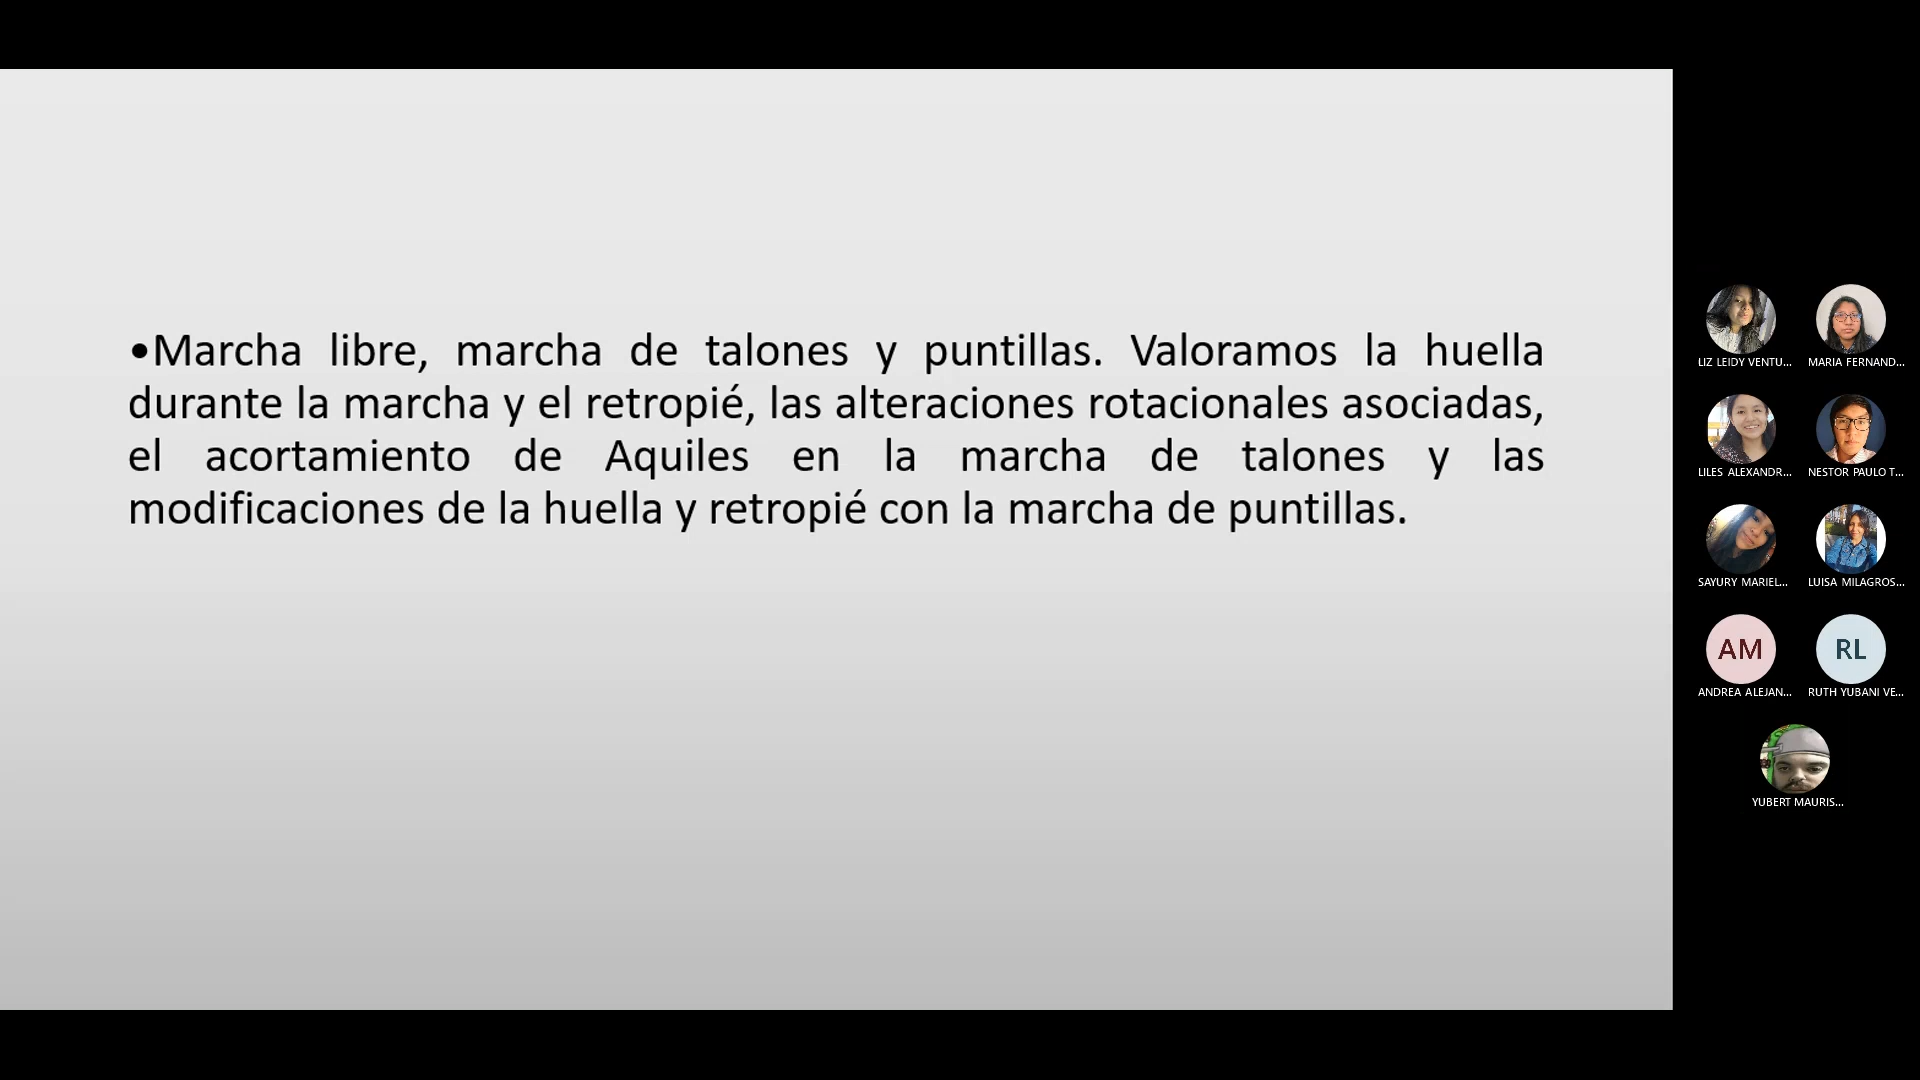 •Marcha libre, marcha de talones y puntillas. Valoramos la huella
durante la marcha y el retropié, las alteraciones rotacionales asociadas,
el acortamiento de Aquiles en la marcha de talones y las
modificaciones de la huella y retropié con la marcha de puntillas.
LIZ LEIDY VENTU...
MARIA FERNAND...
LILES ALEXANDR...
NESTOR PAULO T...
SAYURY MARIEL...
LUISA MILAGROS...
AM
RL
ANDREA ALEJAN...
RUTH YUBANI VE...
YUBERT MAURIS...